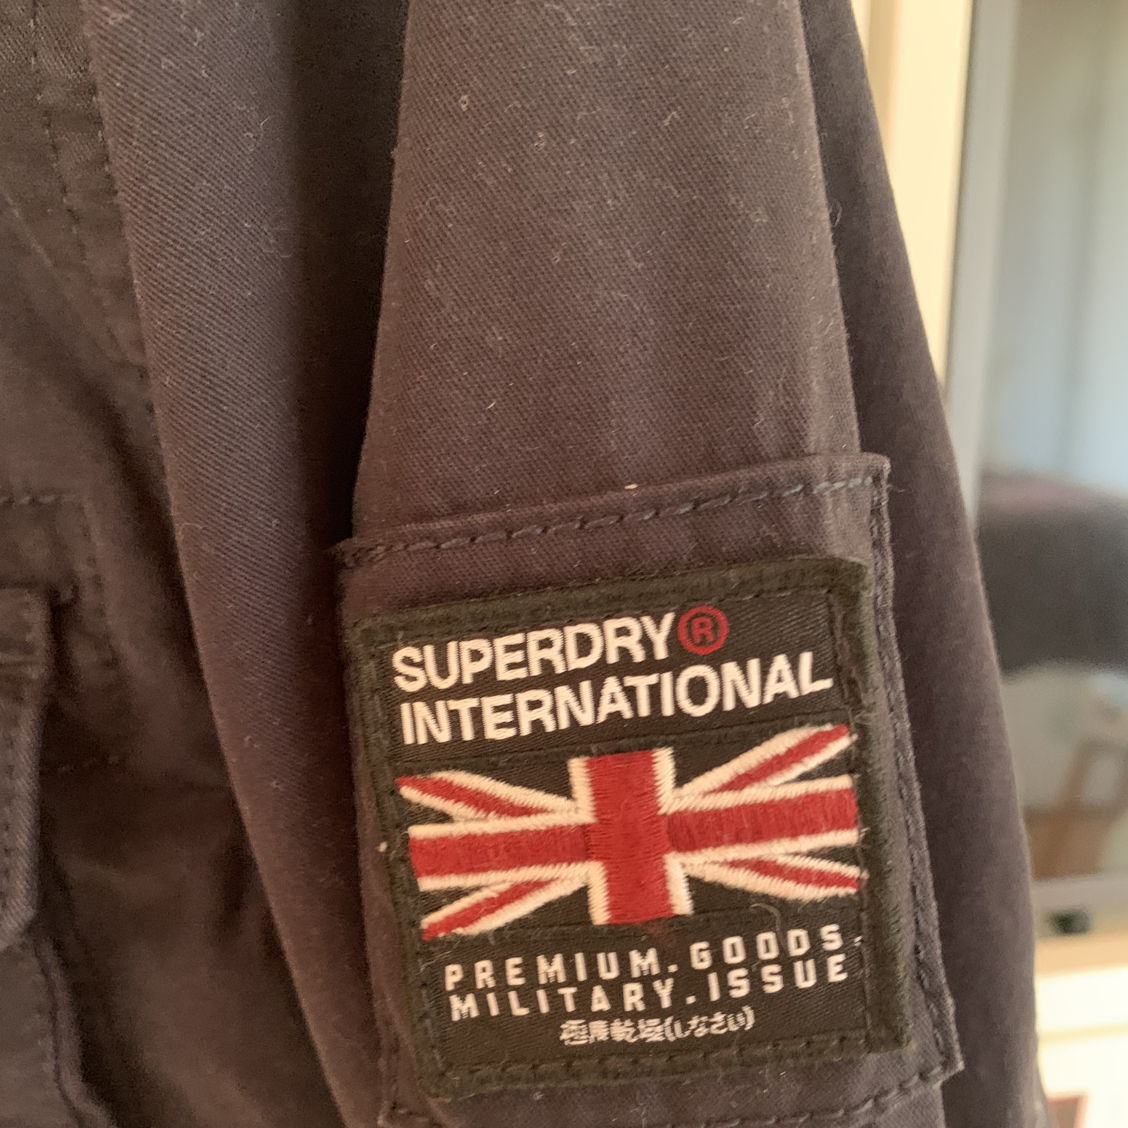 SUPERDRY®
INTERNATIONAL
PREMIUM.GOODS.
MILITARY.ISSUE
極度乾燥(しなさい)